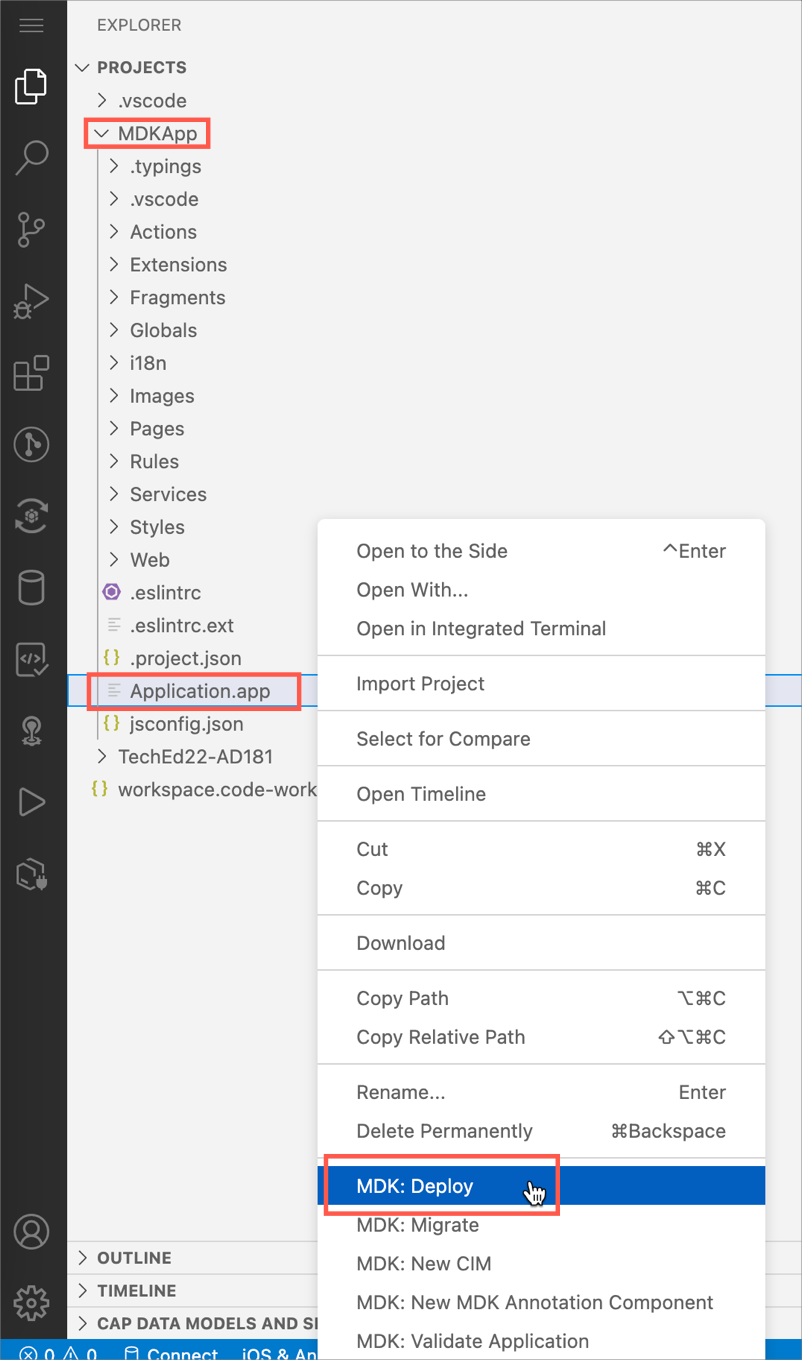 EXPLORER
PROJECTS
.vscode
MDKApp
.typings
.vscode
Actions
Extensions
Fragments
Globals
i18n
Images
Pages
Rules
Services
Styles
Web
.eslintrc
.eslintrc.ext
{} .project.json
Application.app
{} jsconfig.json
TechEd22-AD181
{} workspace.code-work
Open to the Side ^Enter
Open With...
Open in Integrated Terminal
Import Project
Select for Compare
Open Timeline
Cut ⌘X
Copy ⌘C
Download
Copy Path ⌥⌘C
Copy Relative Path ⇧⌥⌘C
Rename... Enter
Delete Permanently ⌘Backspace
MDK: Deploy
MDK: Migrate
MDK: New CIM
MDK: New MDK Annotation Component
MDK: Validate Application
OUTLINE
TIMELINE
CAP DATA MODELS AND
0 0 Connect iOS & An